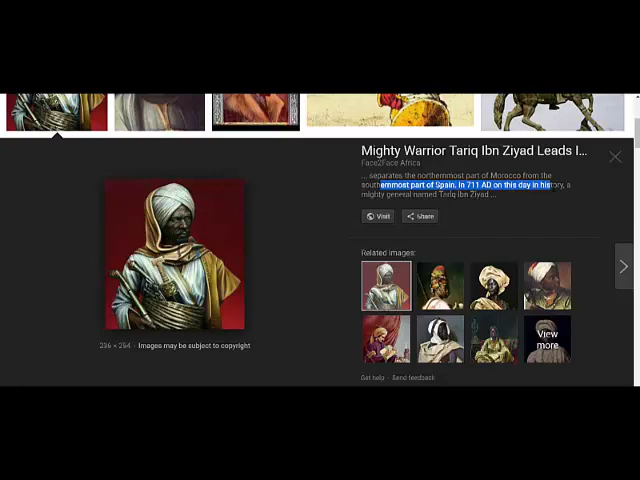 Mighty Warrior Tariq Ibn Ziyad Leads I...
Face2Face Africa
... separates the northernmost part of Morocco from the
southernmost part of Spain. In 711 AD on this day in history, a
mighty general named Tariq Ibn Ziyad ...
Visit
Share
Related images:
View
more
236 × 294 · Images may be subject to copyright
Get help · Send feedback